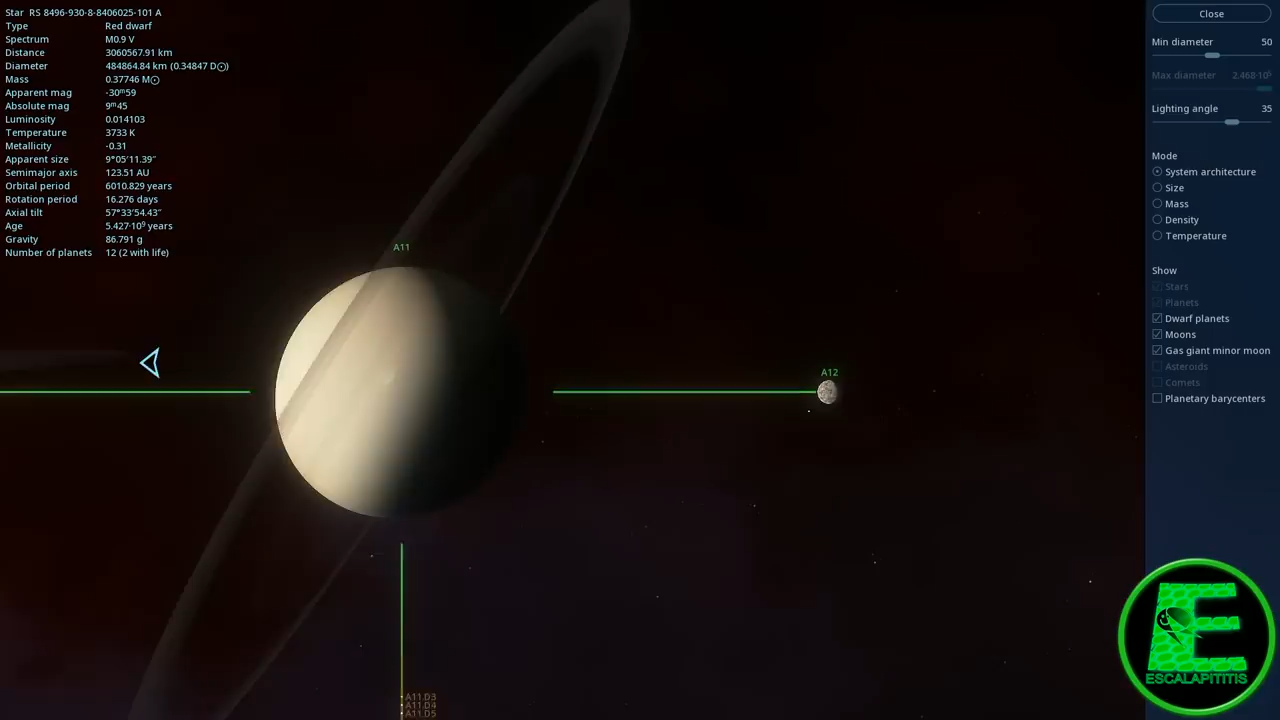 Star RS 8496-930-8-8406025-101 A
Type Red dwarf
Spectrum M0.9 V
Distance 3060567.91 km
Diameter 484864.84 km (0.34847 D☉)
Mass 0.37746 M☉
Apparent mag -30ᵐ59
Absolute mag 9ᵐ45
Luminosity 0.014103
Temperature 3733 K
Metallicity -0.31
Apparent size 9°05′11.39″
Semimajor axis 123.51 AU
Orbital period 6010.829 years
Rotation period 16.276 days
Axial tilt 57°33′54.43″
Age 5.427·10⁹ years
Gravity 86.791 g
Number of planets 12 (2 with life)
A11
A12
A11.D3
A11.D4
A11.D5
Close
Min diameter 50
Max diameter 2.468·10⁶
Lighting angle 35
Mode
System architecture
Size
Mass
Density
Temperature
Show
Stars
Planets
Dwarf planets
Moons
Gas giant minor moon
Asteroids
Comets
Planetary barycenters
E
ESCALAPITITIS